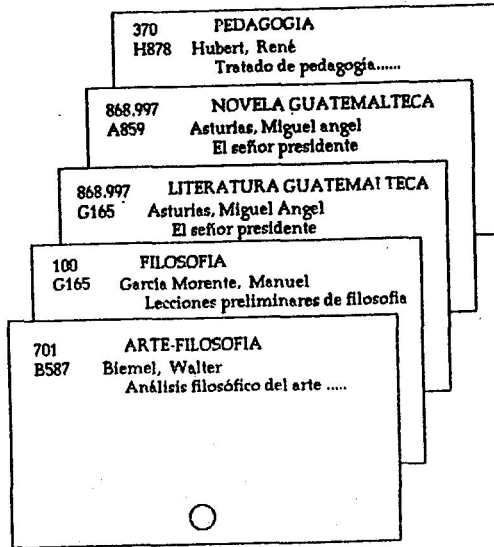 370 PEDAGOGIA
H878 Hubert, René
Tratado de pedagogía......
868.997 NOVELA GUATEMALTECA
A859 Asturias, Miguel angel
El señor presidente
868.997 LITERATURA GUATEMALTECA
G165 Asturias, Miguel Angel
El señor presidente
100 FILOSOFIA
G165 García Morente, Manuel
Lecciones preliminares de filosofia
701 ARTE-FILOSOFIA
B587 Biemel, Walter
Análisis filosófico del arte .....